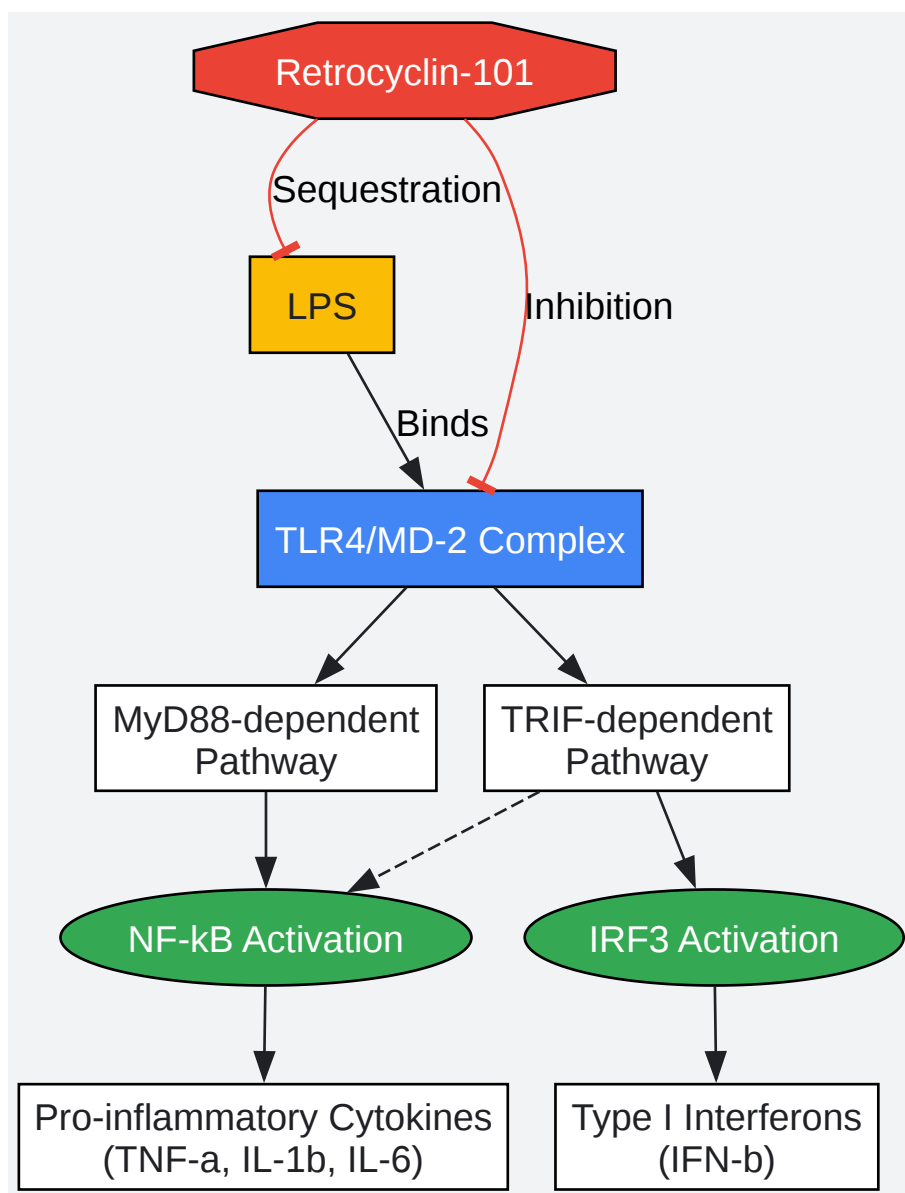 Retrocyclin-101
Sequestration
LPS
Inhibition
Binds
TLR4/MD-2 Complex
MyD88-dependent
Pathway
TRIF-dependent
Pathway
NF-kB Activation
IRF3 Activation
Pro-inflammatory Cytokines
(TNF-a, IL-1b, IL-6)
Type I Interferons
(IFN-b)